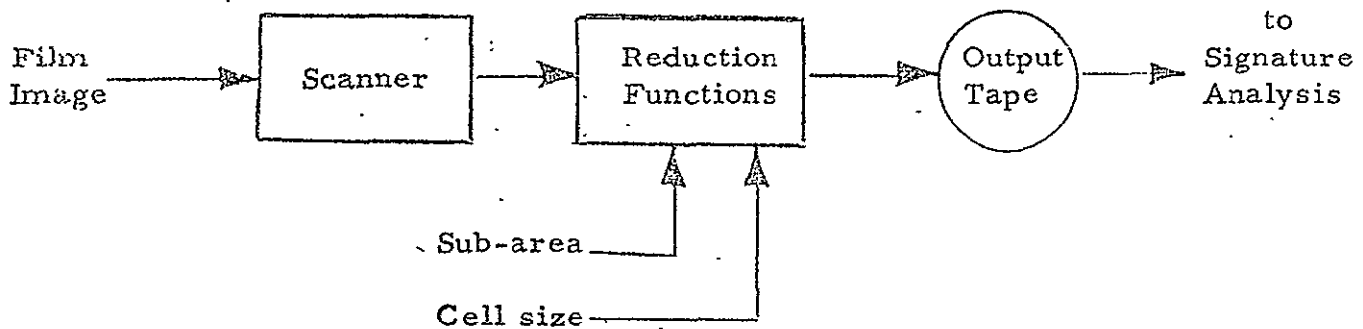 Film
Image
Scanner
Reduction
Functions
Output
Tape
to
Signature
Analysis
Sub-area
Cell size